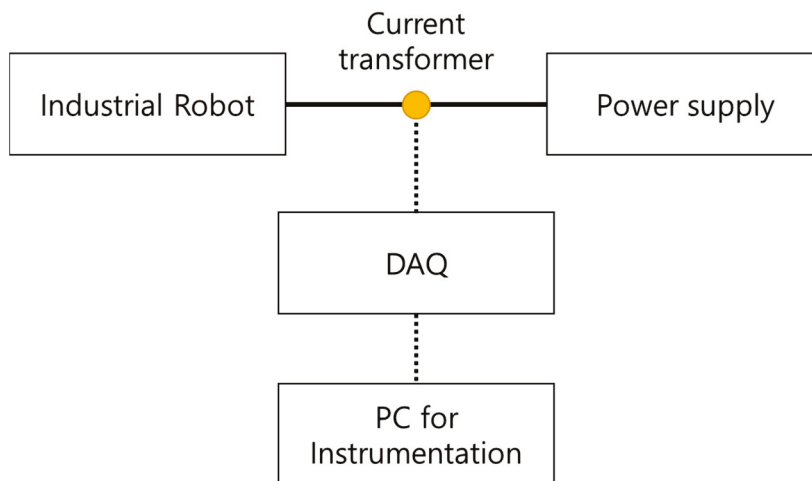 Current
transformer
Industrial Robot
Power supply
DAQ
PC for
Instrumentation